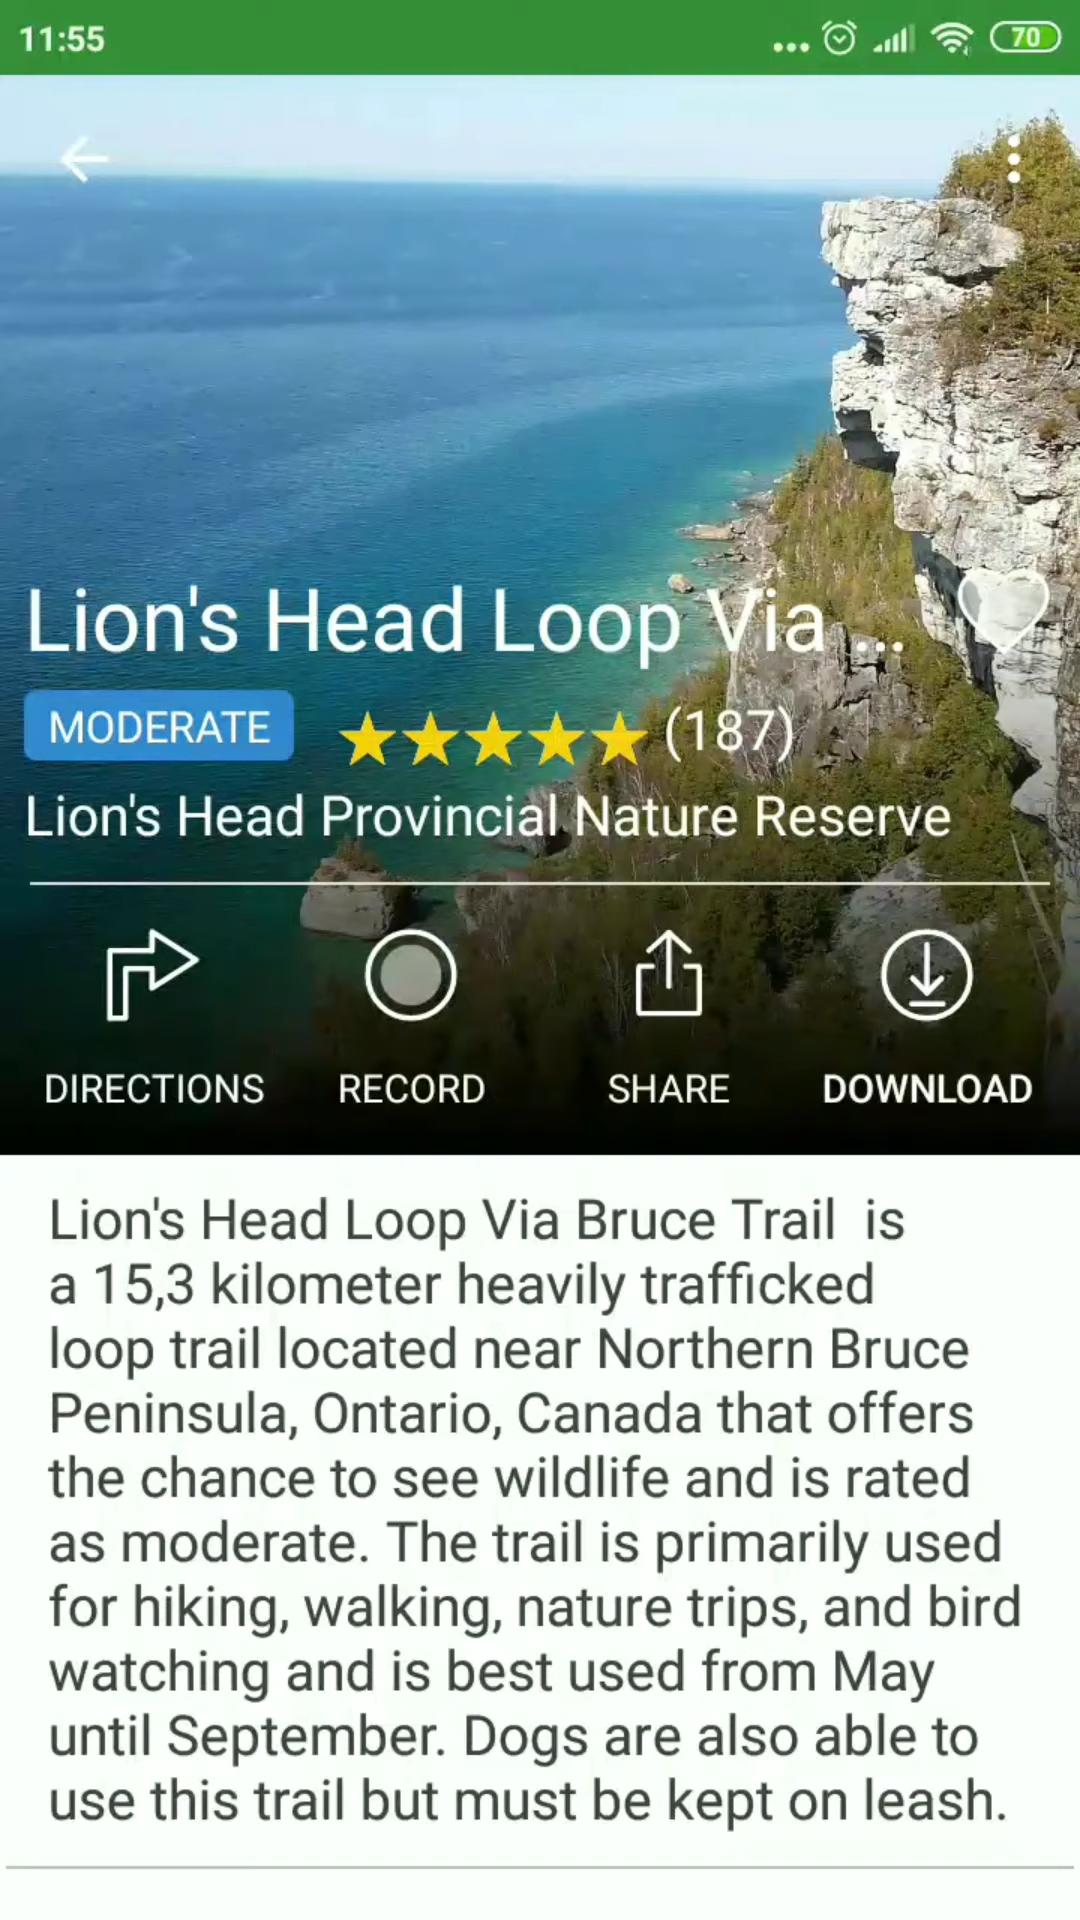 11:55
70
Lion's Head Loop Via ...
MODERATE
(187)
Lion's Head Provincial Nature Reserve
DIRECTIONS RECORD SHARE DOWNLOAD
Lion's Head Loop Via Bruce Trail is
a 15,3 kilometer heavily trafficked
loop trail located near Northern Bruce
Peninsula, Ontario, Canada that offers
the chance to see wildlife and is rated
as moderate. The trail is primarily used
for hiking, walking, nature trips, and bird
watching and is best used from May
until September. Dogs are also able to
use this trail but must be kept on leash.